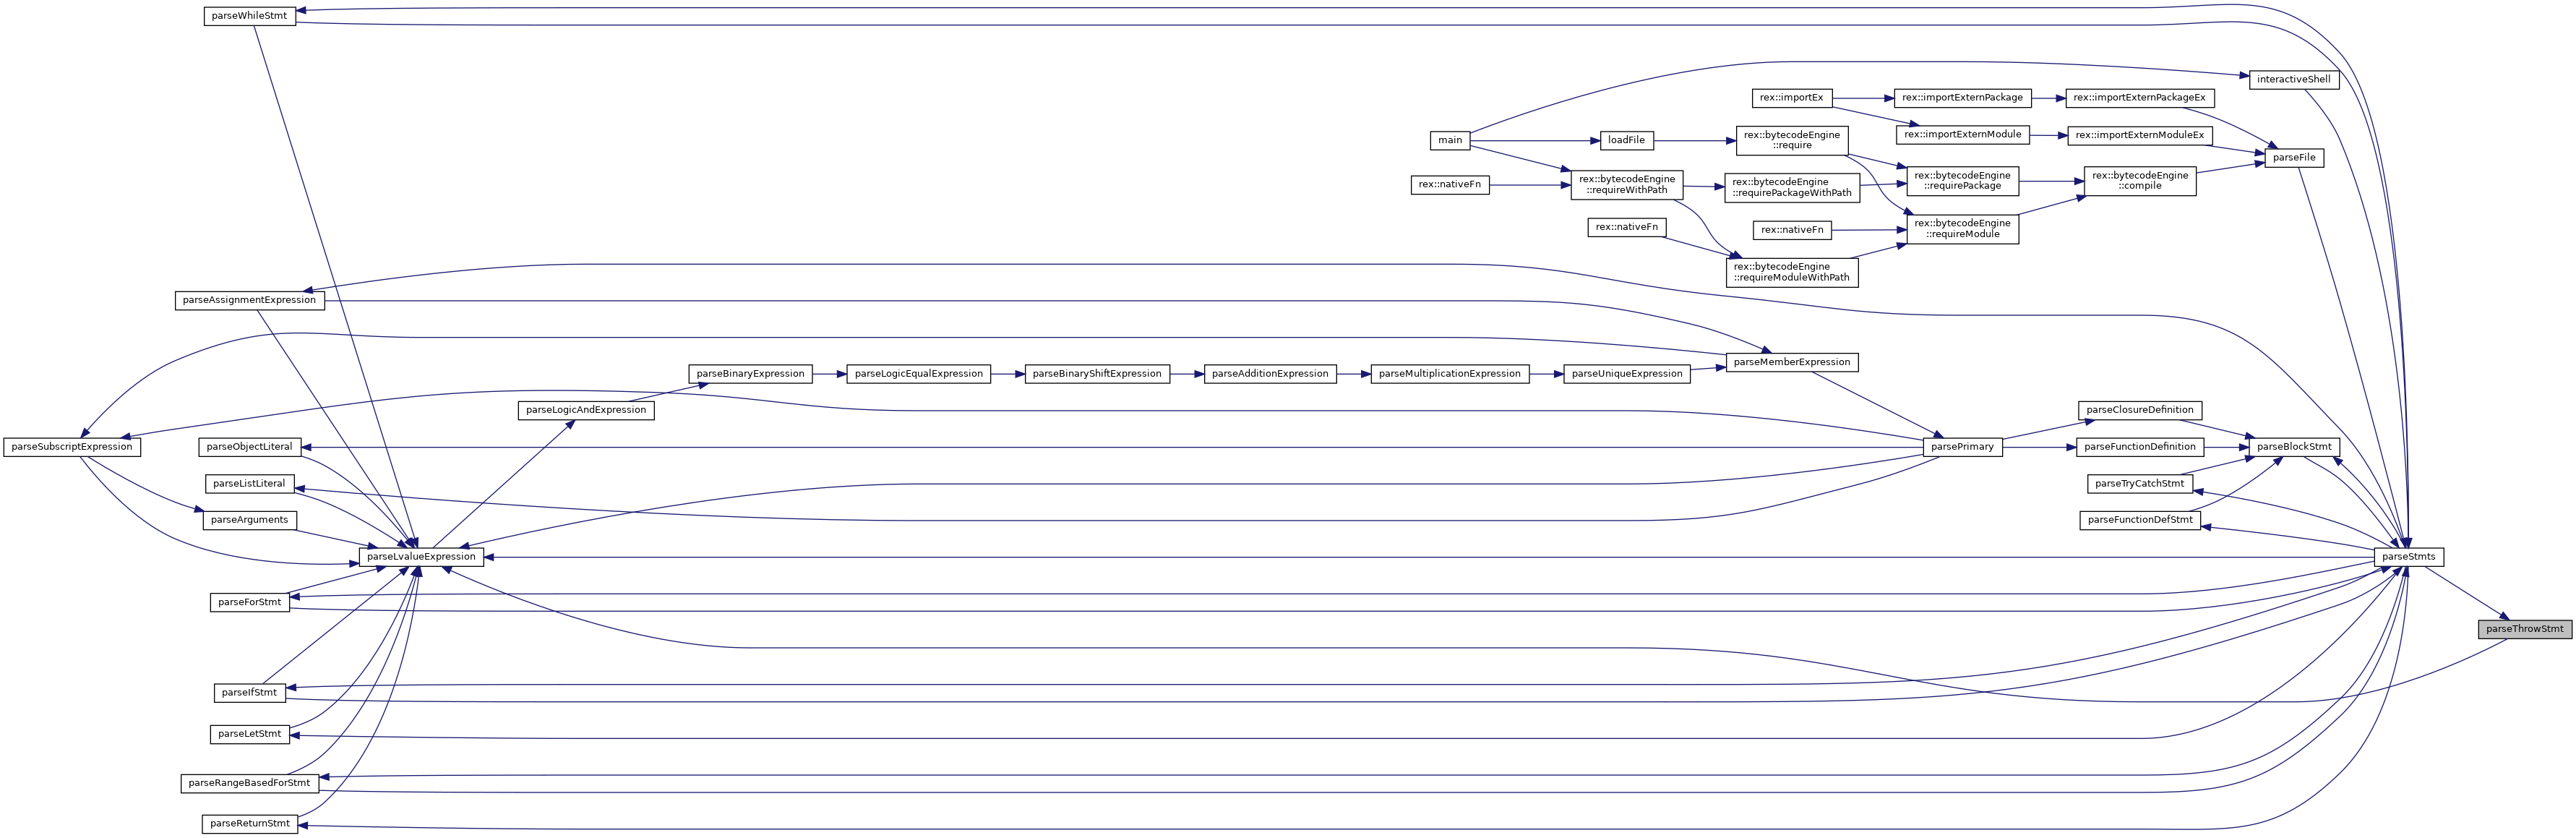 parseWhileStmt
interactiveShell
rex::importEx
rex::importExternPackage
rex::importExternPackageEx
main
loadFile
rex::bytecodeEngine
::require
rex::importExternModule
rex::importExternModuleEx
parseFile
rex::nativeFn
rex::bytecodeEngine
::requireWithPath
rex::bytecodeEngine
::requirePackageWithPath
rex::bytecodeEngine
::requirePackage
rex::bytecodeEngine
::compile
rex::nativeFn
rex::nativeFn
rex::bytecodeEngine
::requireModule
rex::bytecodeEngine
::requireModuleWithPath
parseAssignmentExpression
parseMemberExpression
parseBinaryExpression
parseLogicEqualExpression
parseBinaryShiftExpression
parseAdditionExpression
parseMultiplicationExpression
parseUniqueExpression
parseLogicAndExpression
parseClosureDefinition
parseSubscriptExpression
parseObjectLiteral
parsePrimary
parseFunctionDefinition
parseBlockStmt
parseListLiteral
parseTryCatchStmt
parseArguments
parseFunctionDefStmt
parseLvalueExpression
parseStmts
parseForStmt
parseThrowStmt
parseIfStmt
parseLetStmt
parseRangeBasedForStmt
parseReturnStmt